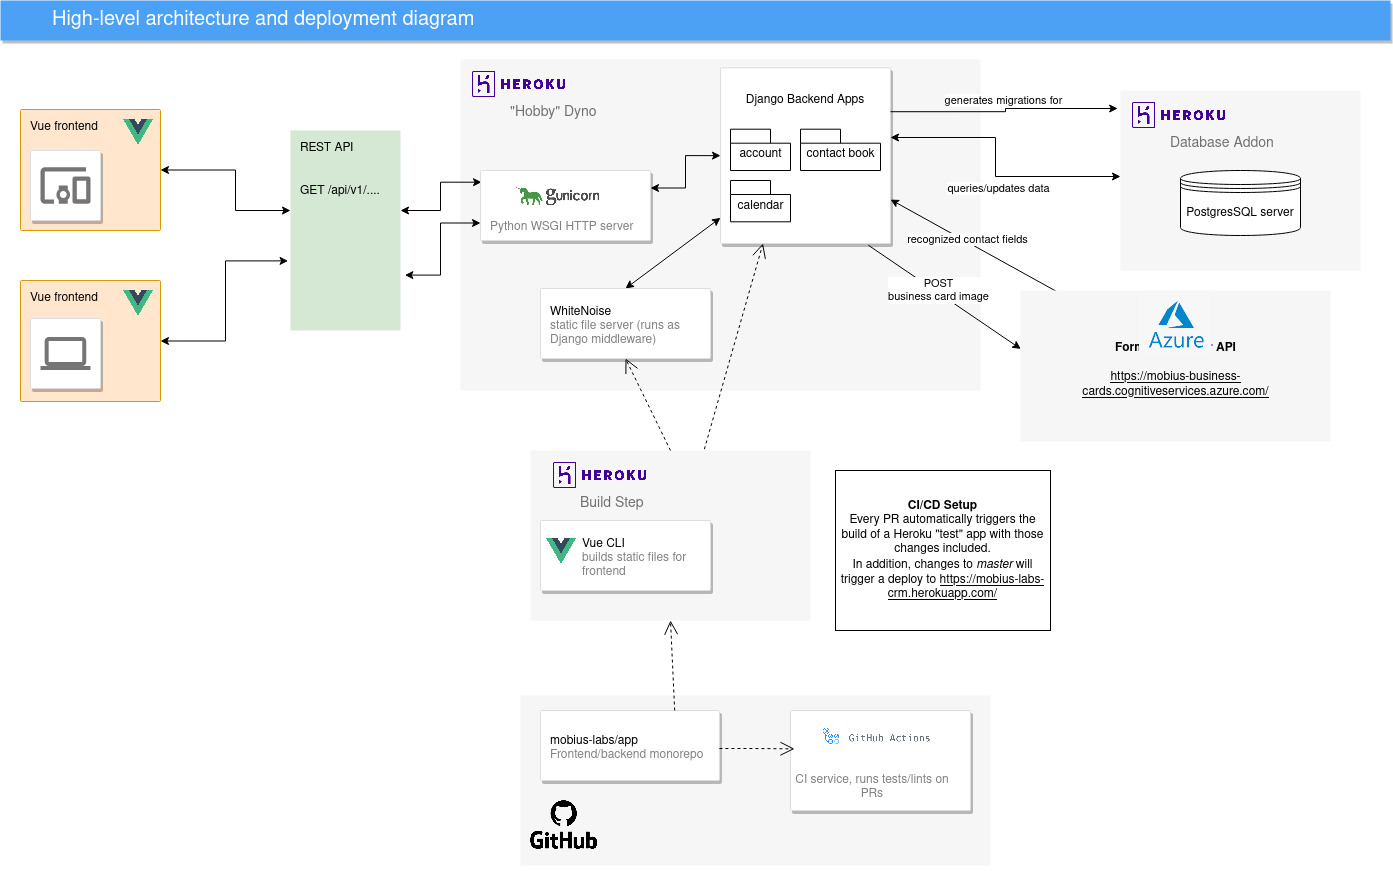 High-level architecture and deployment diagram
Vue frontend
Vue frontend
REST API
GET /api/v1/....
HEROKU
"Hobby" Dyno
gunicorn
Python WSGI HTTP server
Django Backend Apps
account
contact book
calendar
WhiteNoise
static file server (runs as
Django middleware)
generates migrations for
queries/updates data
recognized contact fields
POST
business card image
HEROKU
Database Addon
PostgresSQL server
Azure
API
https://mobius-business-
cards.cognitiveservices.azure.com/
HEROKU
Build Step
Vue CLI
builds static files for
frontend
CI/CD Setup
Every PR automatically triggers the
build of a Heroku "test" app with those
changes included.
In addition, changes to master will
trigger a deploy to https://mobius-labs-
crm.herokuapp.com/
mobius-labs/app
Frontend/backend monorepo
GitHub Actions
CI service, runs tests/lints on
PRs
GitHub